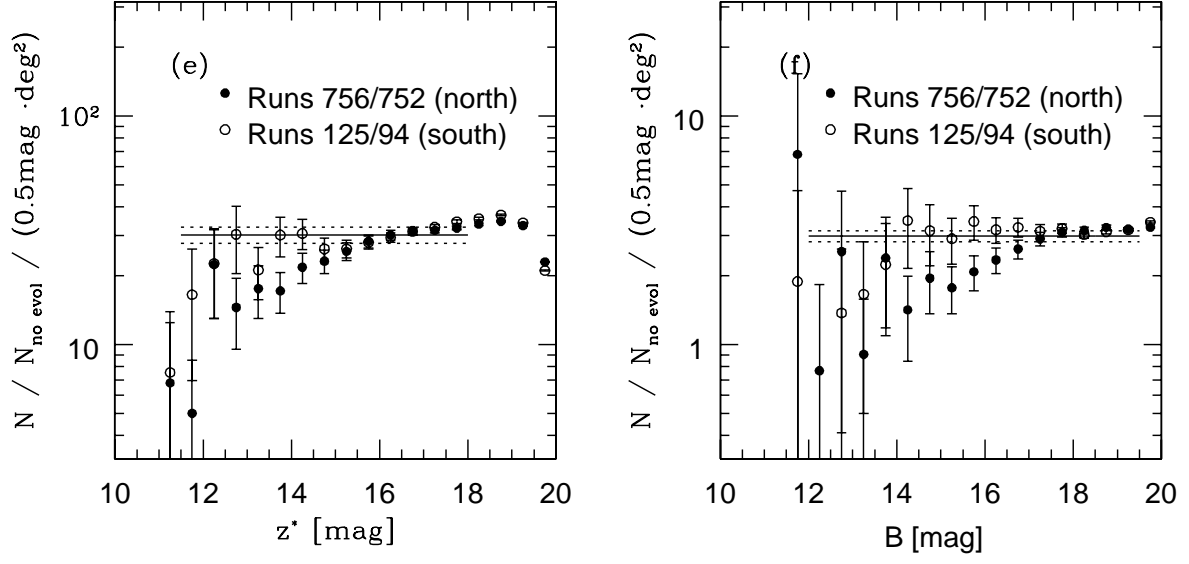 (e)
Runs 756/752 (north)
Runs 125/94 (south)
10²
10
N / N_no evol / (0.5mag · deg²)
10 12 14 16 18 20
z* [mag]
(f)
Runs 756/752 (north)
Runs 125/94 (south)
10
1
N / N_no evol / (0.5mag · deg²)
10 12 14 16 18 20
B [mag]